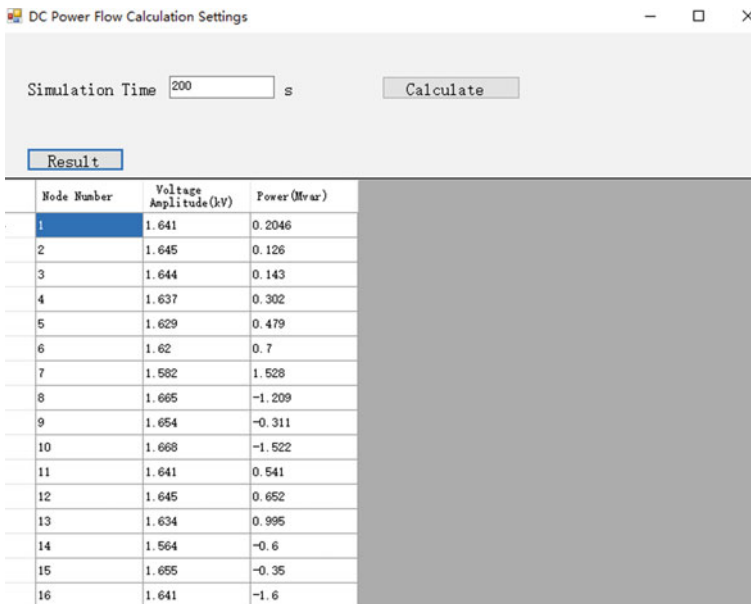 DC Power Flow Calculation Settings
Simulation Time 200 s Calculate
Result
Node Number Voltage Amplitude(kV) Power(Mvar)
1 1.641 0.2046
2 1.645 0.126
3 1.644 0.143
4 1.637 0.302
5 1.629 0.479
6 1.62 0.7
7 1.582 1.528
8 1.665 -1.209
9 1.654 -0.311
10 1.668 -1.522
11 1.641 0.541
12 1.645 0.652
13 1.634 0.995
14 1.564 -0.6
15 1.655 -0.35
16 1.641 -1.6